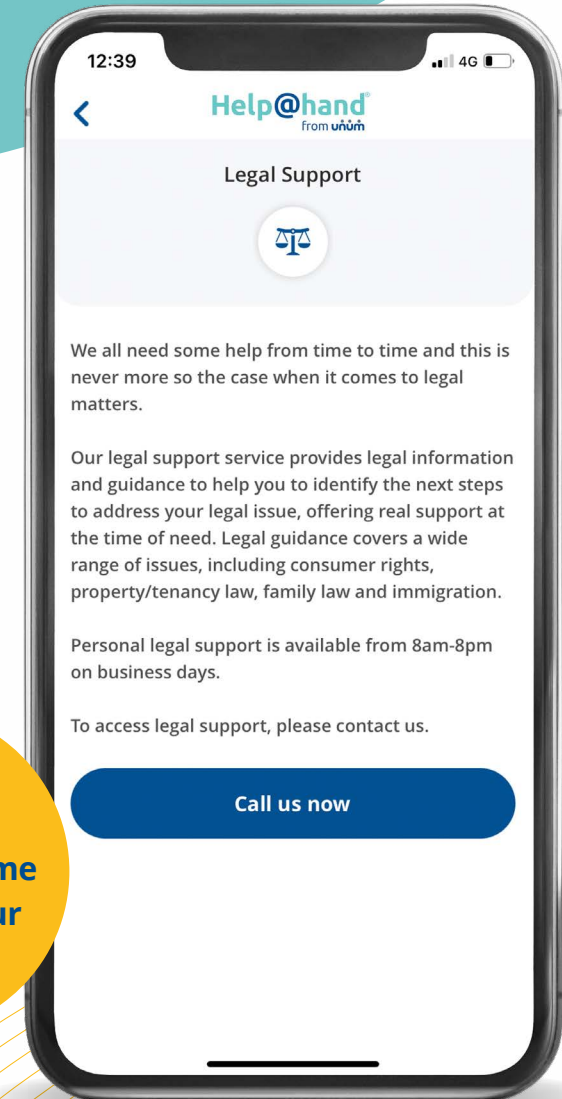 12:39
4G
Help@hand®
from unum
Legal Support
We all need some help from time to time and this is
never more so the case when it comes to legal
matters.
Our legal support service provides legal information
and guidance to help you to identify the next steps
to address your legal issue, offering real support at
the time of need. Legal guidance covers a wide
range of issues, including consumer rights,
property/tenancy law, family law and immigration.
Personal legal support is available from 8am-8pm
on business days.
To access legal support, please contact us.
Call us now